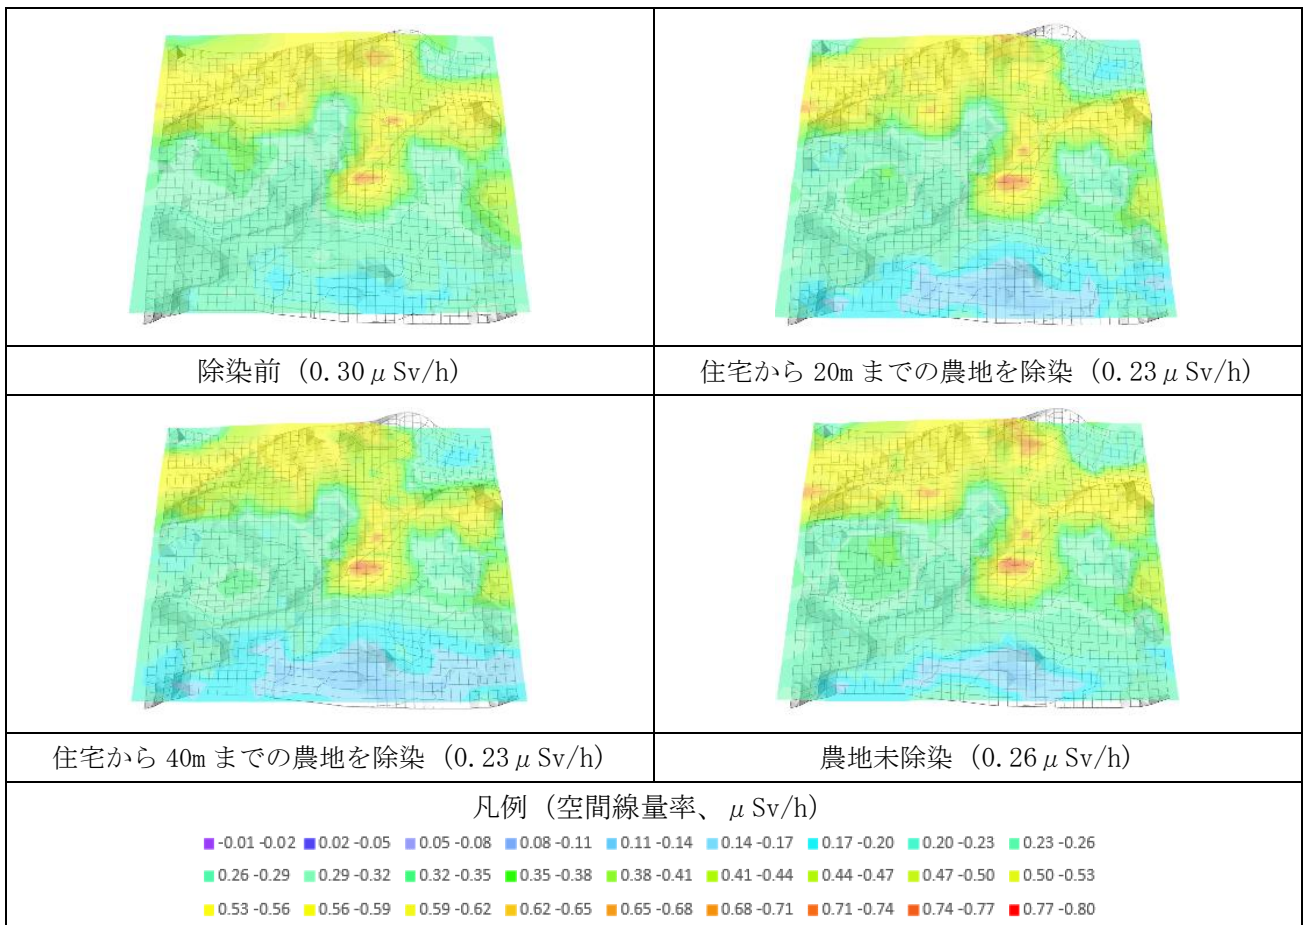 除染前（0.30μSv/h）
住宅から 20m までの農地を除染（0.23μSv/h）
住宅から 40m までの農地を除染（0.23μSv/h）
農地未除染（0.26μSv/h）
凡例（空間線量率、μSv/h）
-0.01 -0.02 0.02 -0.05 0.05 -0.08 0.08 -0.11 0.11 -0.14 0.14 -0.17 0.17 -0.20 0.20 -0.23 0.23 -0.26
0.26 -0.29 0.29 -0.32 0.32 -0.35 0.35 -0.38 0.38 -0.41 0.41 -0.44 0.44 -0.47 0.47 -0.50 0.50 -0.53
0.53 -0.56 0.56 -0.59 0.59 -0.62 0.62 -0.65 0.65 -0.68 0.68 -0.71 0.71 -0.74 0.74 -0.77 0.77 -0.80